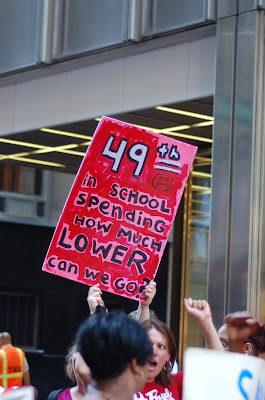 49th
in SCHOOL
spending
HOW MUCH
LOWER
can we GO?